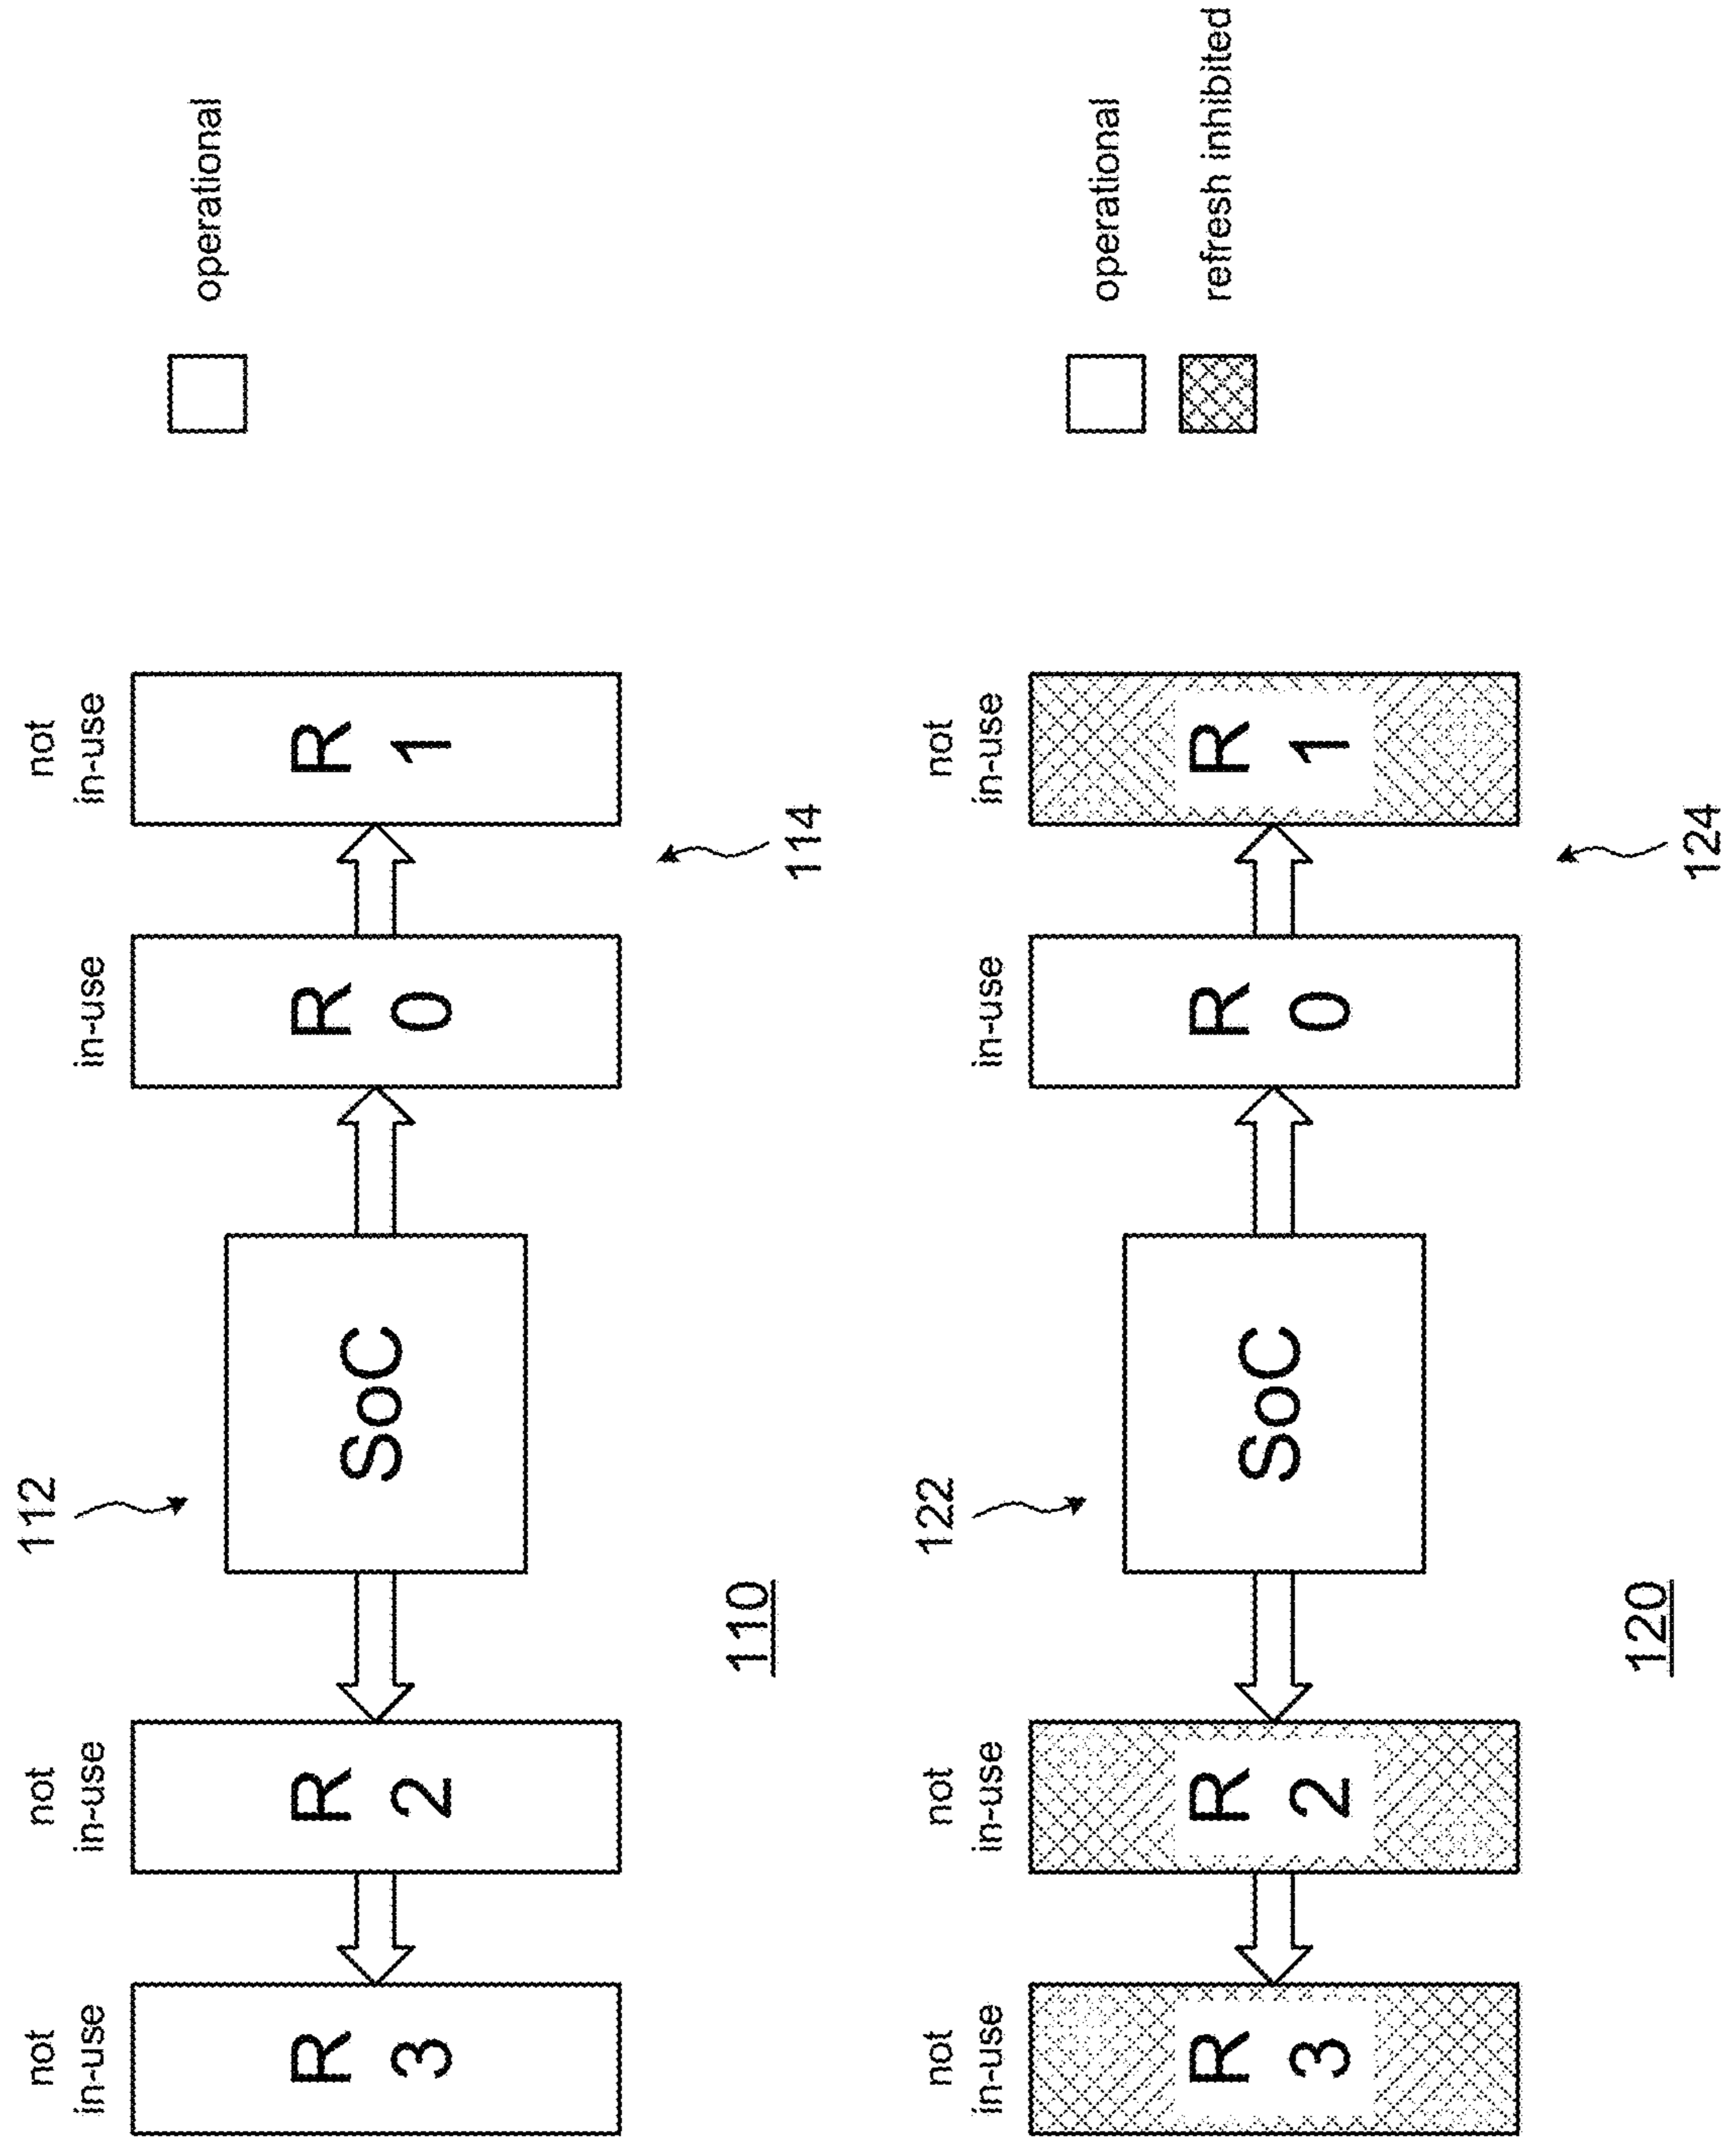 112
not
in-use
not
in-use
in-use
not
in-use
R
3
R
2
SoC
R
0
R
1
operational
110
114
122
not
in-use
not
in-use
in-use
not
in-use
R
3
R
2
SoC
R
0
R
1
operational
refresh inhibited
120
124